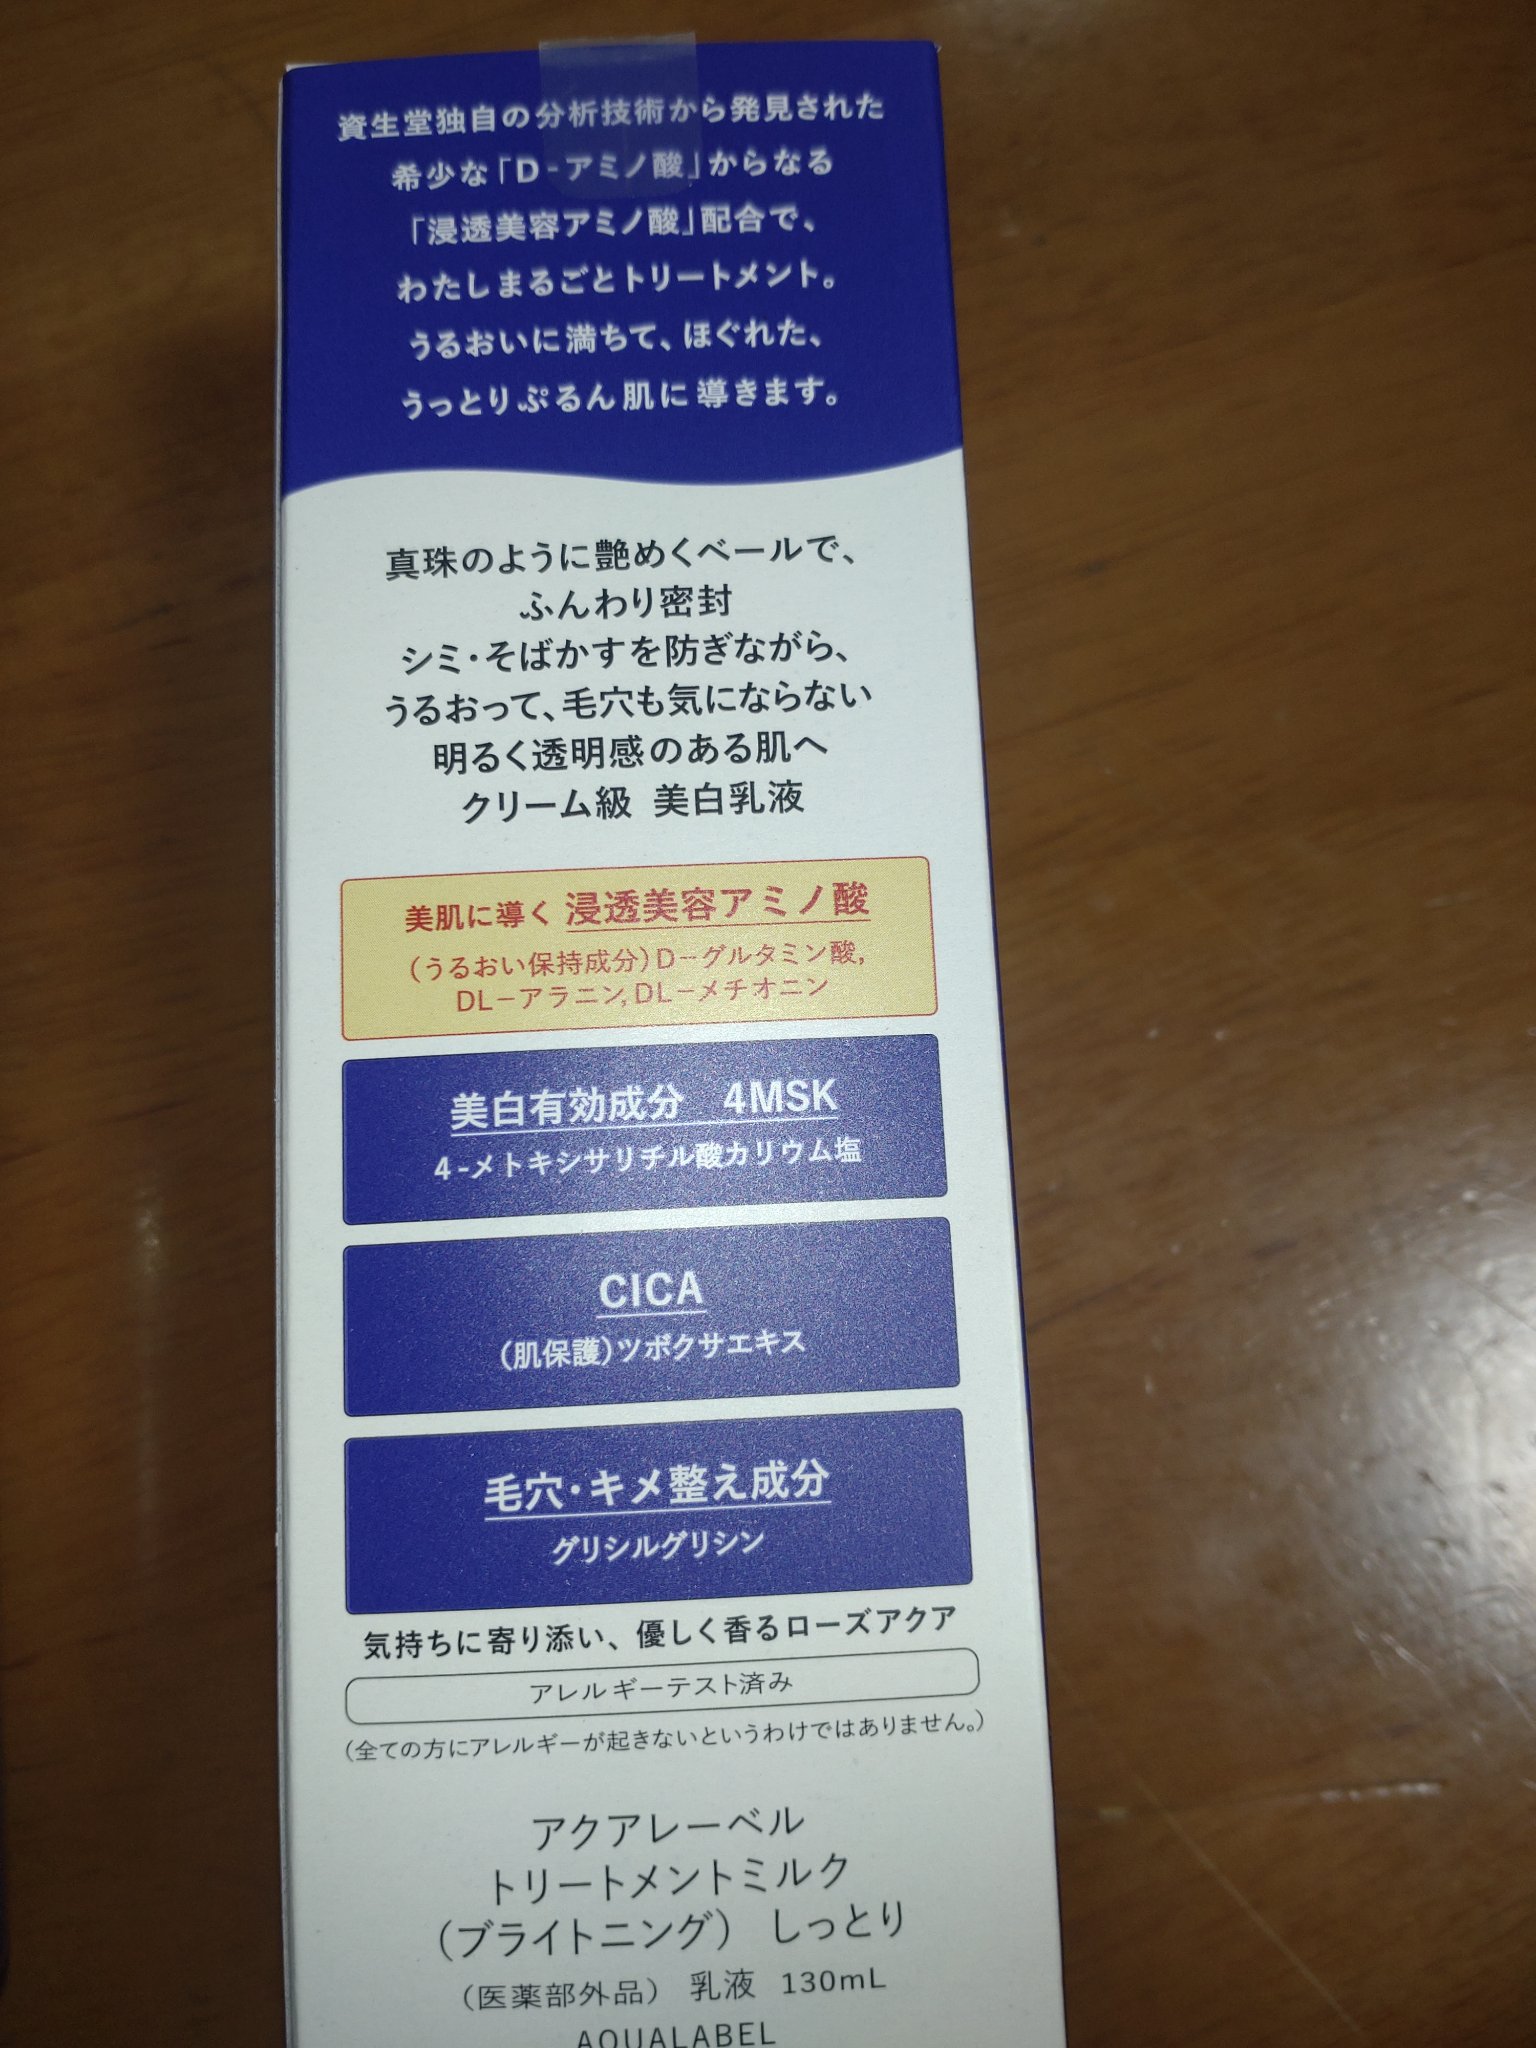 資生堂独自の分析技術から発見された
希少な「D-アミノ酸」からなる
「浸透美容アミノ酸」配合で、
わたしまるごとトリートメント。
うるおいに満ちて、ほぐれた、
うっとりぷるん肌に導きます。
真珠のように艶めくベールで、
ふんわり密封
シミ・そばかすを防ぎながら、
うるおって、毛穴も気にならない
明るく透明感のある肌へ
クリーム級 美白乳液
美肌に導く 浸透美容アミノ酸
(うるおい保持成分)D-グルタミン酸,
DL-アラニン,DL-メチオニン
美白有効成分 4MSK
4-メトキシサリチル酸カリウム塩
CICA
(肌保護)ツボクサエキス
毛穴・キメ整え成分
グリシルグリシン
気持ちに寄り添い、優しく香るローズアクア
アレルギーテスト済み
(全ての方にアレルギーが起きないというわけではありません。)
アクアレーベル
トリートメントミルク
(ブライトニング) しっとり
(医薬部外品) 乳液 130mL
AQUALABEL